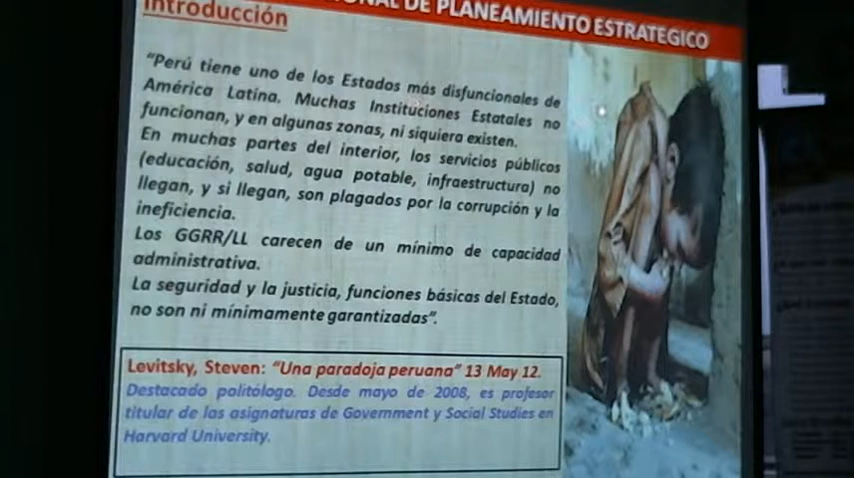 DE PLANEAMIENTO ESTRATÉGICO
Introducción
“Perú tiene uno de los Estados más disfuncionales de
América Latina. Muchas Instituciones Estatales no
funcionan, y en algunas zonas, ni siquiera existen.
En muchas partes del interior, los servicios públicos
(educación, salud, agua potable, infraestructura) no
llegan, y si llegan, son plagados por la corrupción y la
ineficiencia.
Los GGRR/LL carecen de un mínimo de capacidad
administrativa.
La seguridad y la justicia, funciones básicas del Estado,
no son ni mínimamente garantizadas”.
Levitsky, Steven: “Una paradoja peruana” 13 May 12.
Destacado politólogo. Desde mayo de 2008, es profesor
titular de las asignaturas de Government y Social Studies en
Harvard University.